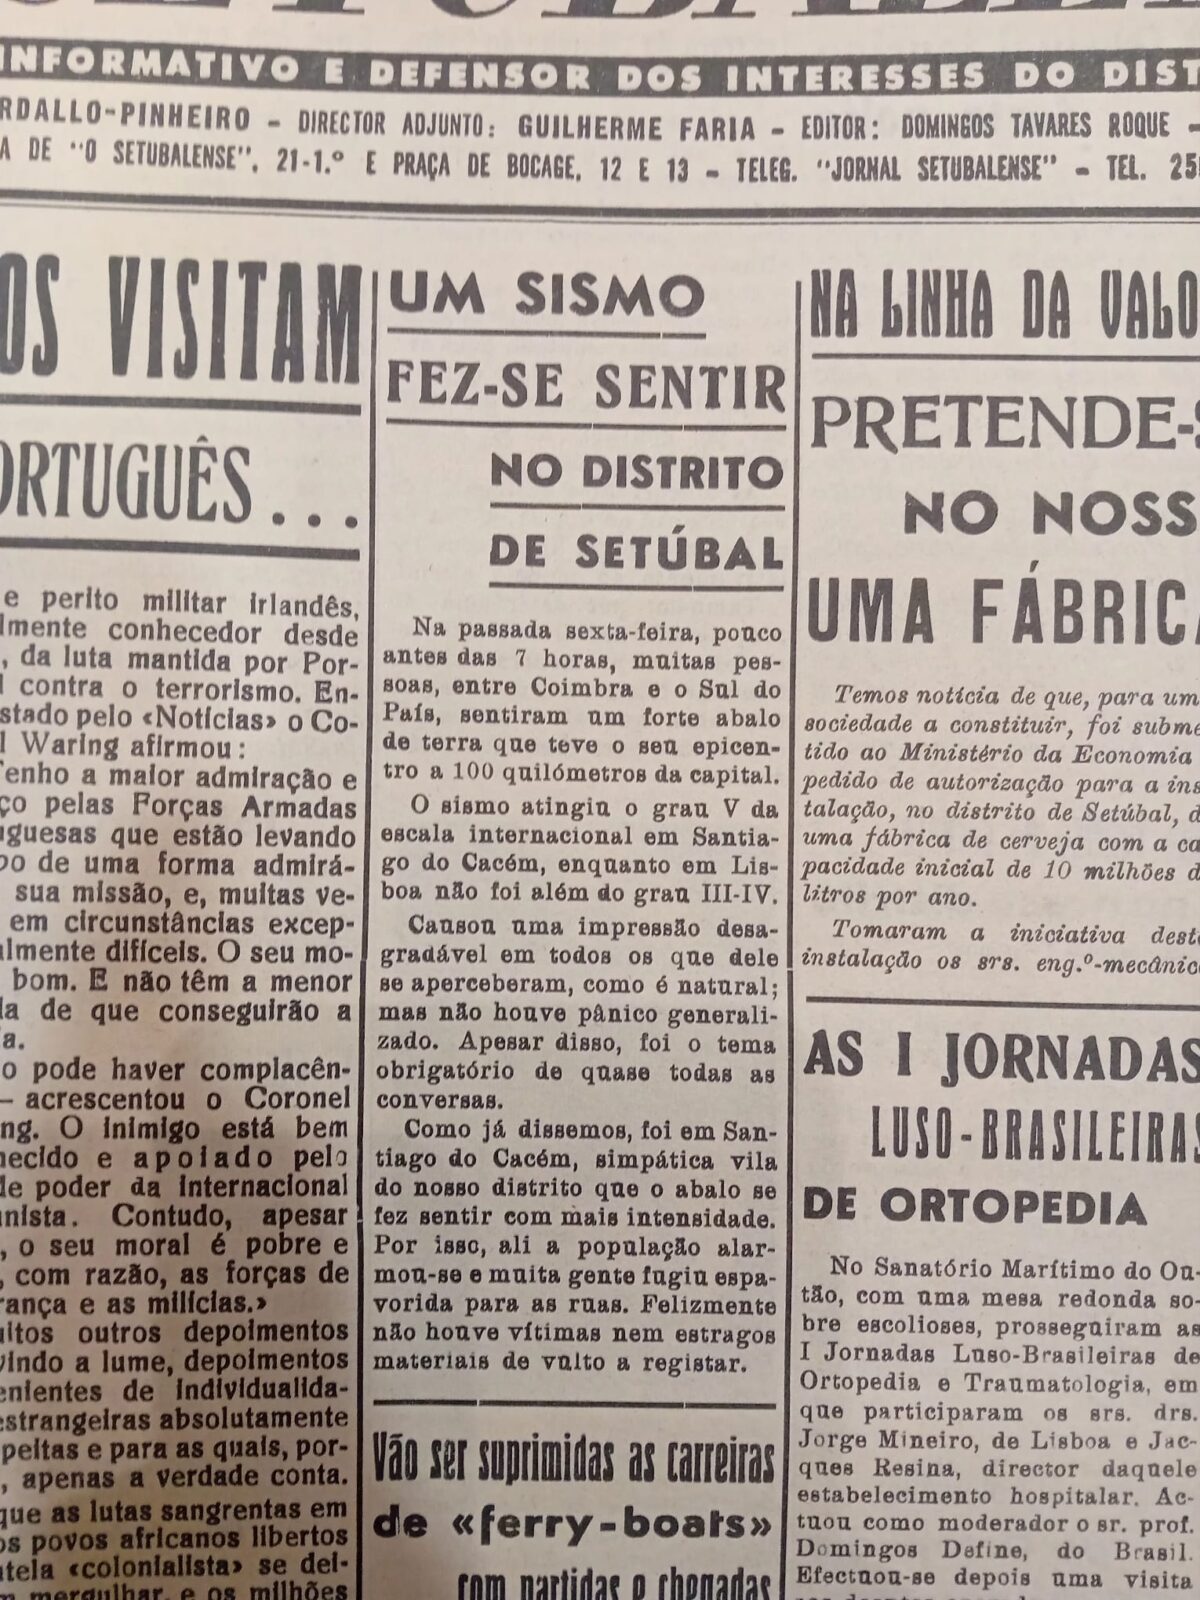 INFORMATIVO E DEFENSOR DOS INTERESSES DO DIST
RDALLO-PINHEIRO - DIRECTOR ADJUNTO: GUILHERME FARIA - EDITOR: DOMINGOS TAVARES ROQUE -
A DE "O SETUBALENSE", 21-1.º E PRAÇA DE BOCAGE, 12 E 13 - TELEG. "JORNAL SETUBALENSE" - TEL. 25
OS VISITAM
ORTUGUÊS...
e perito militar irlandês,
lmente conhecedor desde
, da luta mantida por Por-
l contra o terrorismo. En-
stado pelo «Notícias» o Co-
l Waring afirmou:
Tenho a maior admiração e
ço pelas Forças Armadas
uguesas que estão levando
bo de uma forma admirá-
sua missão, e, muitas ve-
em circunstâncias excep-
almente difíceis. O seu mo-
bom. E não têm a menor
da de que conseguirão a
a.
o pode haver complacên-
— acrescentou o Coronel
ng. O inimigo está bem
necido e apoiado pelo
de poder da Internacional
unista. Contudo, apesar
, o seu moral é pobre e
, com razão, as forças de
rança e as milícias.»
uitos outros depoimentos
vindo a lume, depoimentos
enientes de individualida-
estrangeiras absolutamente
peitas e para as quais, por-
, apenas a verdade conta.
que as lutas sangrentas em
os povos africanos libertos
tela «colonialista» se dei-
m mergulhar, e os milhões
UM SISMO
FEZ-SE SENTIR
NO DISTRITO
DE SETÚBAL
Na passada sexta-feira, pouco
antes das 7 horas, muitas pes-
soas, entre Coimbra e o Sul do
País, sentiram um forte abalo
de terra que teve o seu epicen-
tro a 100 quilómetros da capital.
O sismo atingiu o grau V da
escala internacional em Santia-
go do Cacém, enquanto em Lis-
boa não foi além do grau III-IV.
Causou uma impressão desa-
gradável em todos os que dele
se aperceberam, como é natural;
mas não houve pânico generali-
zado. Apesar disso, foi o tema
obrigatório de quase todas as
conversas.
Como já dissemos, foi em San-
tiago do Cacém, simpática vila
do nosso distrito que o abalo se
fez sentir com mais intensidade.
Por isso, ali a população alar-
mou-se e muita gente fugiu espa-
vorida para as ruas. Felizmente
não houve vítimas nem estragos
materiais de vulto a registar.
Vão ser suprimidas as carreiras
de «ferry-boats»
com partidas e chegadas
NA LINHA DA VALO
PRETENDE-S
NO NOSS
UMA FÁBRICA
Temos notícia de que, para um
sociedade a constituir, foi subme
tido ao Ministério da Economia
pedido de autorização para a ins
talação, no distrito de Setúbal, d
uma fábrica de cerveja com a ca
pacidade inicial de 10 milhões d
litros por ano.
Tomaram a iniciativa dest
instalação os srs. eng.º-mecânic
AS I JORNADAS
LUSO-BRASILEIRAS
DE ORTOPEDIA
No Sanatório Marítimo do Ou-
tão, com uma mesa redonda so-
bre escolioses, prosseguiram as
I Jornadas Luso-Brasileiras de
Ortopedia e Traumatologia, em
que participaram os srs. drs.
Jorge Mineiro, de Lisboa e Jac-
ques Resina, director daquele
estabelecimento hospitalar. Ac-
tuou como moderador o sr. prof.
Domingos Define, do Brasil.
Efectuou-se depois uma visita